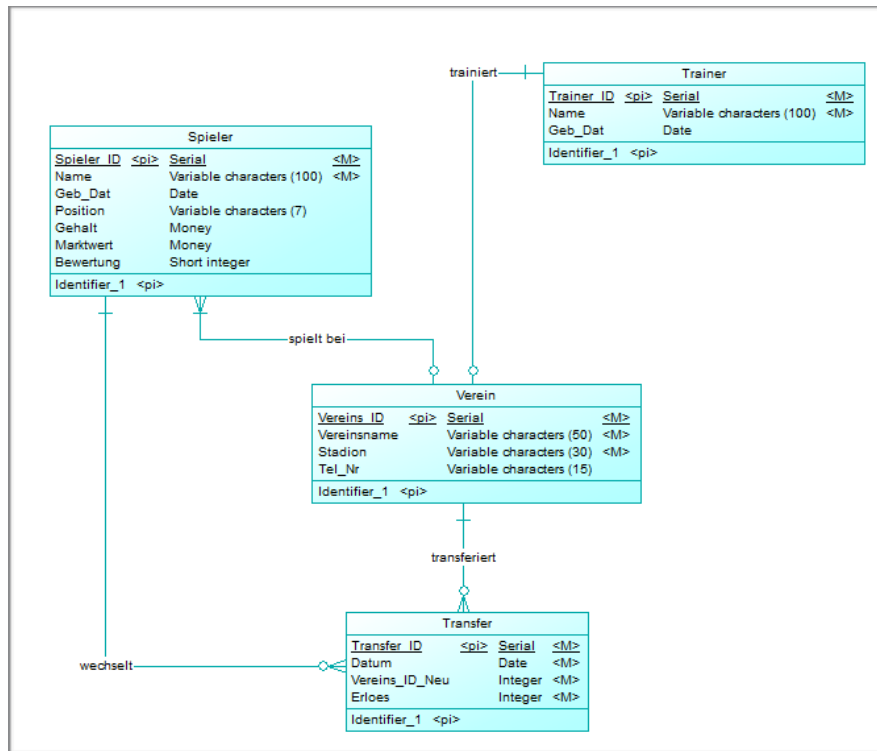 trainiert
Trainer
Trainer_ID <pi> Serial <M>
Name Variable characters (100) <M>
Geb_Dat Date
Identifier_1 <pi>
Spieler
Spieler_ID <pi> Serial <M>
Name Variable characters (100) <M>
Geb_Dat Date
Position Variable characters (7)
Gehalt Money
Marktwert Money
Bewertung Short integer
Identifier_1 <pi>
spielt bei
Verein
Vereins_ID <pi> Serial <M>
Vereinsname Variable characters (50) <M>
Stadion Variable characters (30) <M>
Tel_Nr Variable characters (15)
Identifier_1 <pi>
transferiert
Transfer
Transfer_ID <pi> Serial <M>
Datum Date <M>
Vereins_ID_Neu Integer <M>
Erloes Integer <M>
Identifier_1 <pi>
wechselt